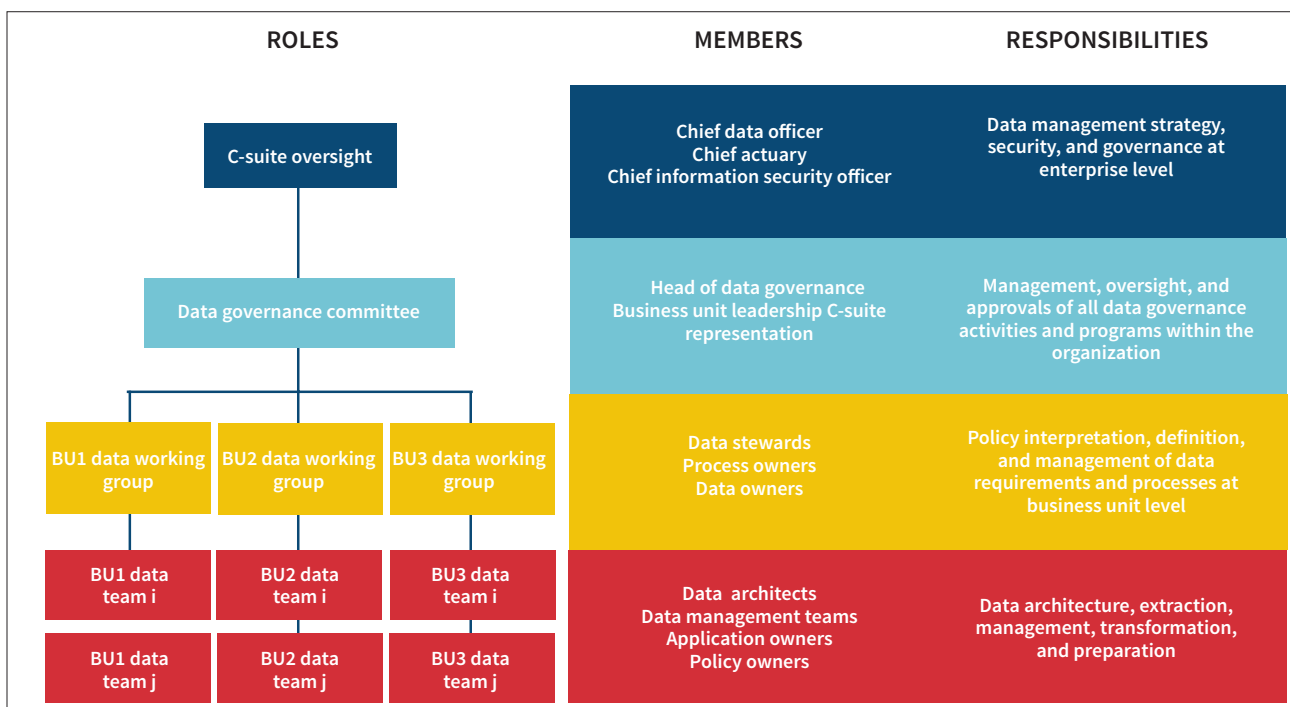 ROLES
MEMBERS
RESPONSIBILITIES
C-suite oversight
Chief data officer
Chief actuary
Chief information security officer
Data management strategy,
security, and governance at
enterprise level
Data governance committee
Head of data governance
Business unit leadership C-suite
representation
Management, oversight, and
approvals of all data governance
activities and programs within the
organization
BU1 data working
group
BU2 data working
group
BU3 data working
group
Data stewards
Process owners
Data owners
Policy interpretation, definition,
and management of data
requirements and processes at
business unit level
BU1 data
team i
BU2 data
team i
BU3 data
team i
BU1 data
team j
BU2 data
team j
BU3 data
team j
Data architects
Data management teams
Application owners
Policy owners
Data architecture, extraction,
management, transformation,
and preparation